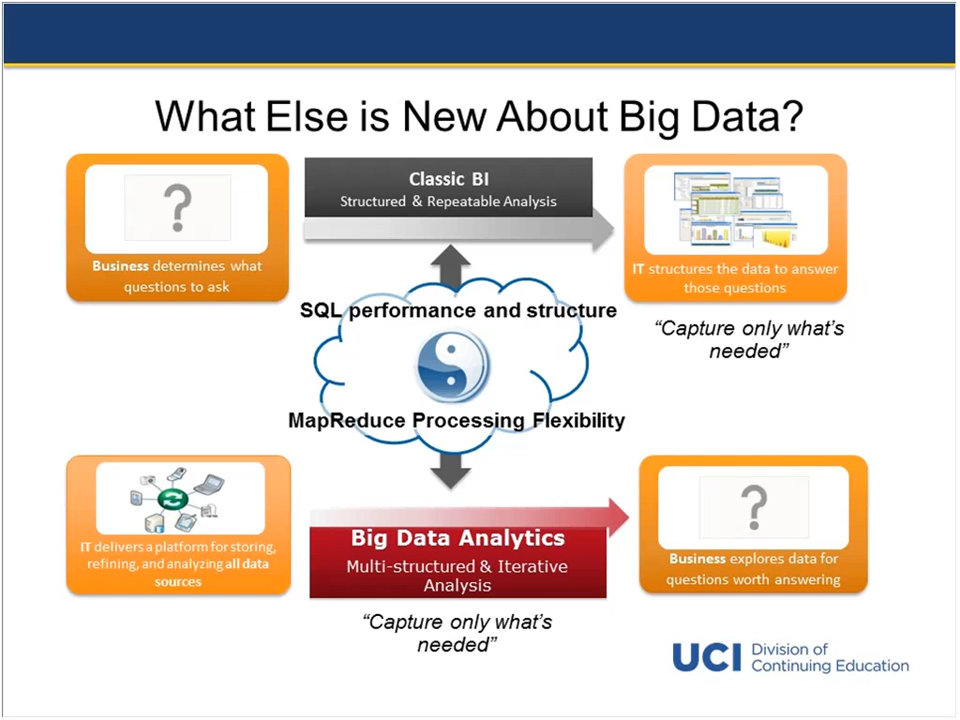 What Else is New About Big Data?
Classic BI
Structured & Repeatable Analysis
Business determines what
questions to ask
IT structures the data to answer
those questions
SQL performance and structure
“Capture only what’s
needed”
MapReduce Processing Flexibility
IT delivers a platform for storing,
refining, and analyzing all data
sources
Big Data Analytics
Multi-structured & Iterative
Analysis
Business explores data for
questions worth answering
“Capture only what’s
needed”
UCI Division of
Continuing Education